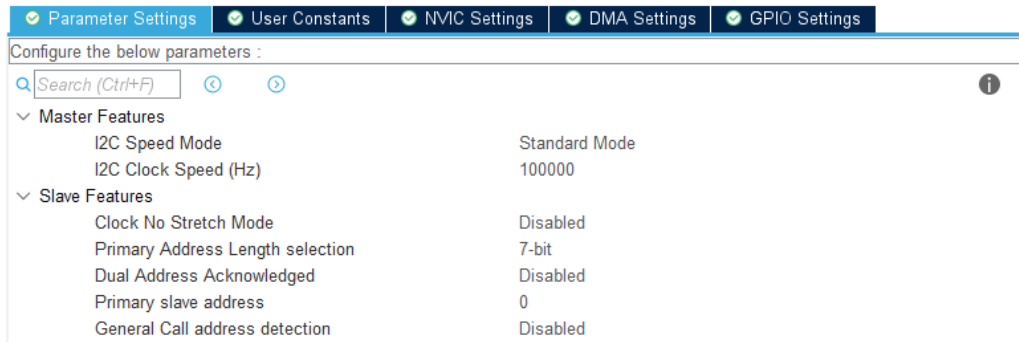 Parameter Settings User Constants NVIC Settings DMA Settings GPIO Settings
Configure the below parameters :
Search (Ctrl+F)
Master Features
I2C Speed Mode Standard Mode
I2C Clock Speed (Hz) 100000
Slave Features
Clock No Stretch Mode Disabled
Primary Address Length selection 7-bit
Dual Address Acknowledged Disabled
Primary slave address 0
General Call address detection Disabled